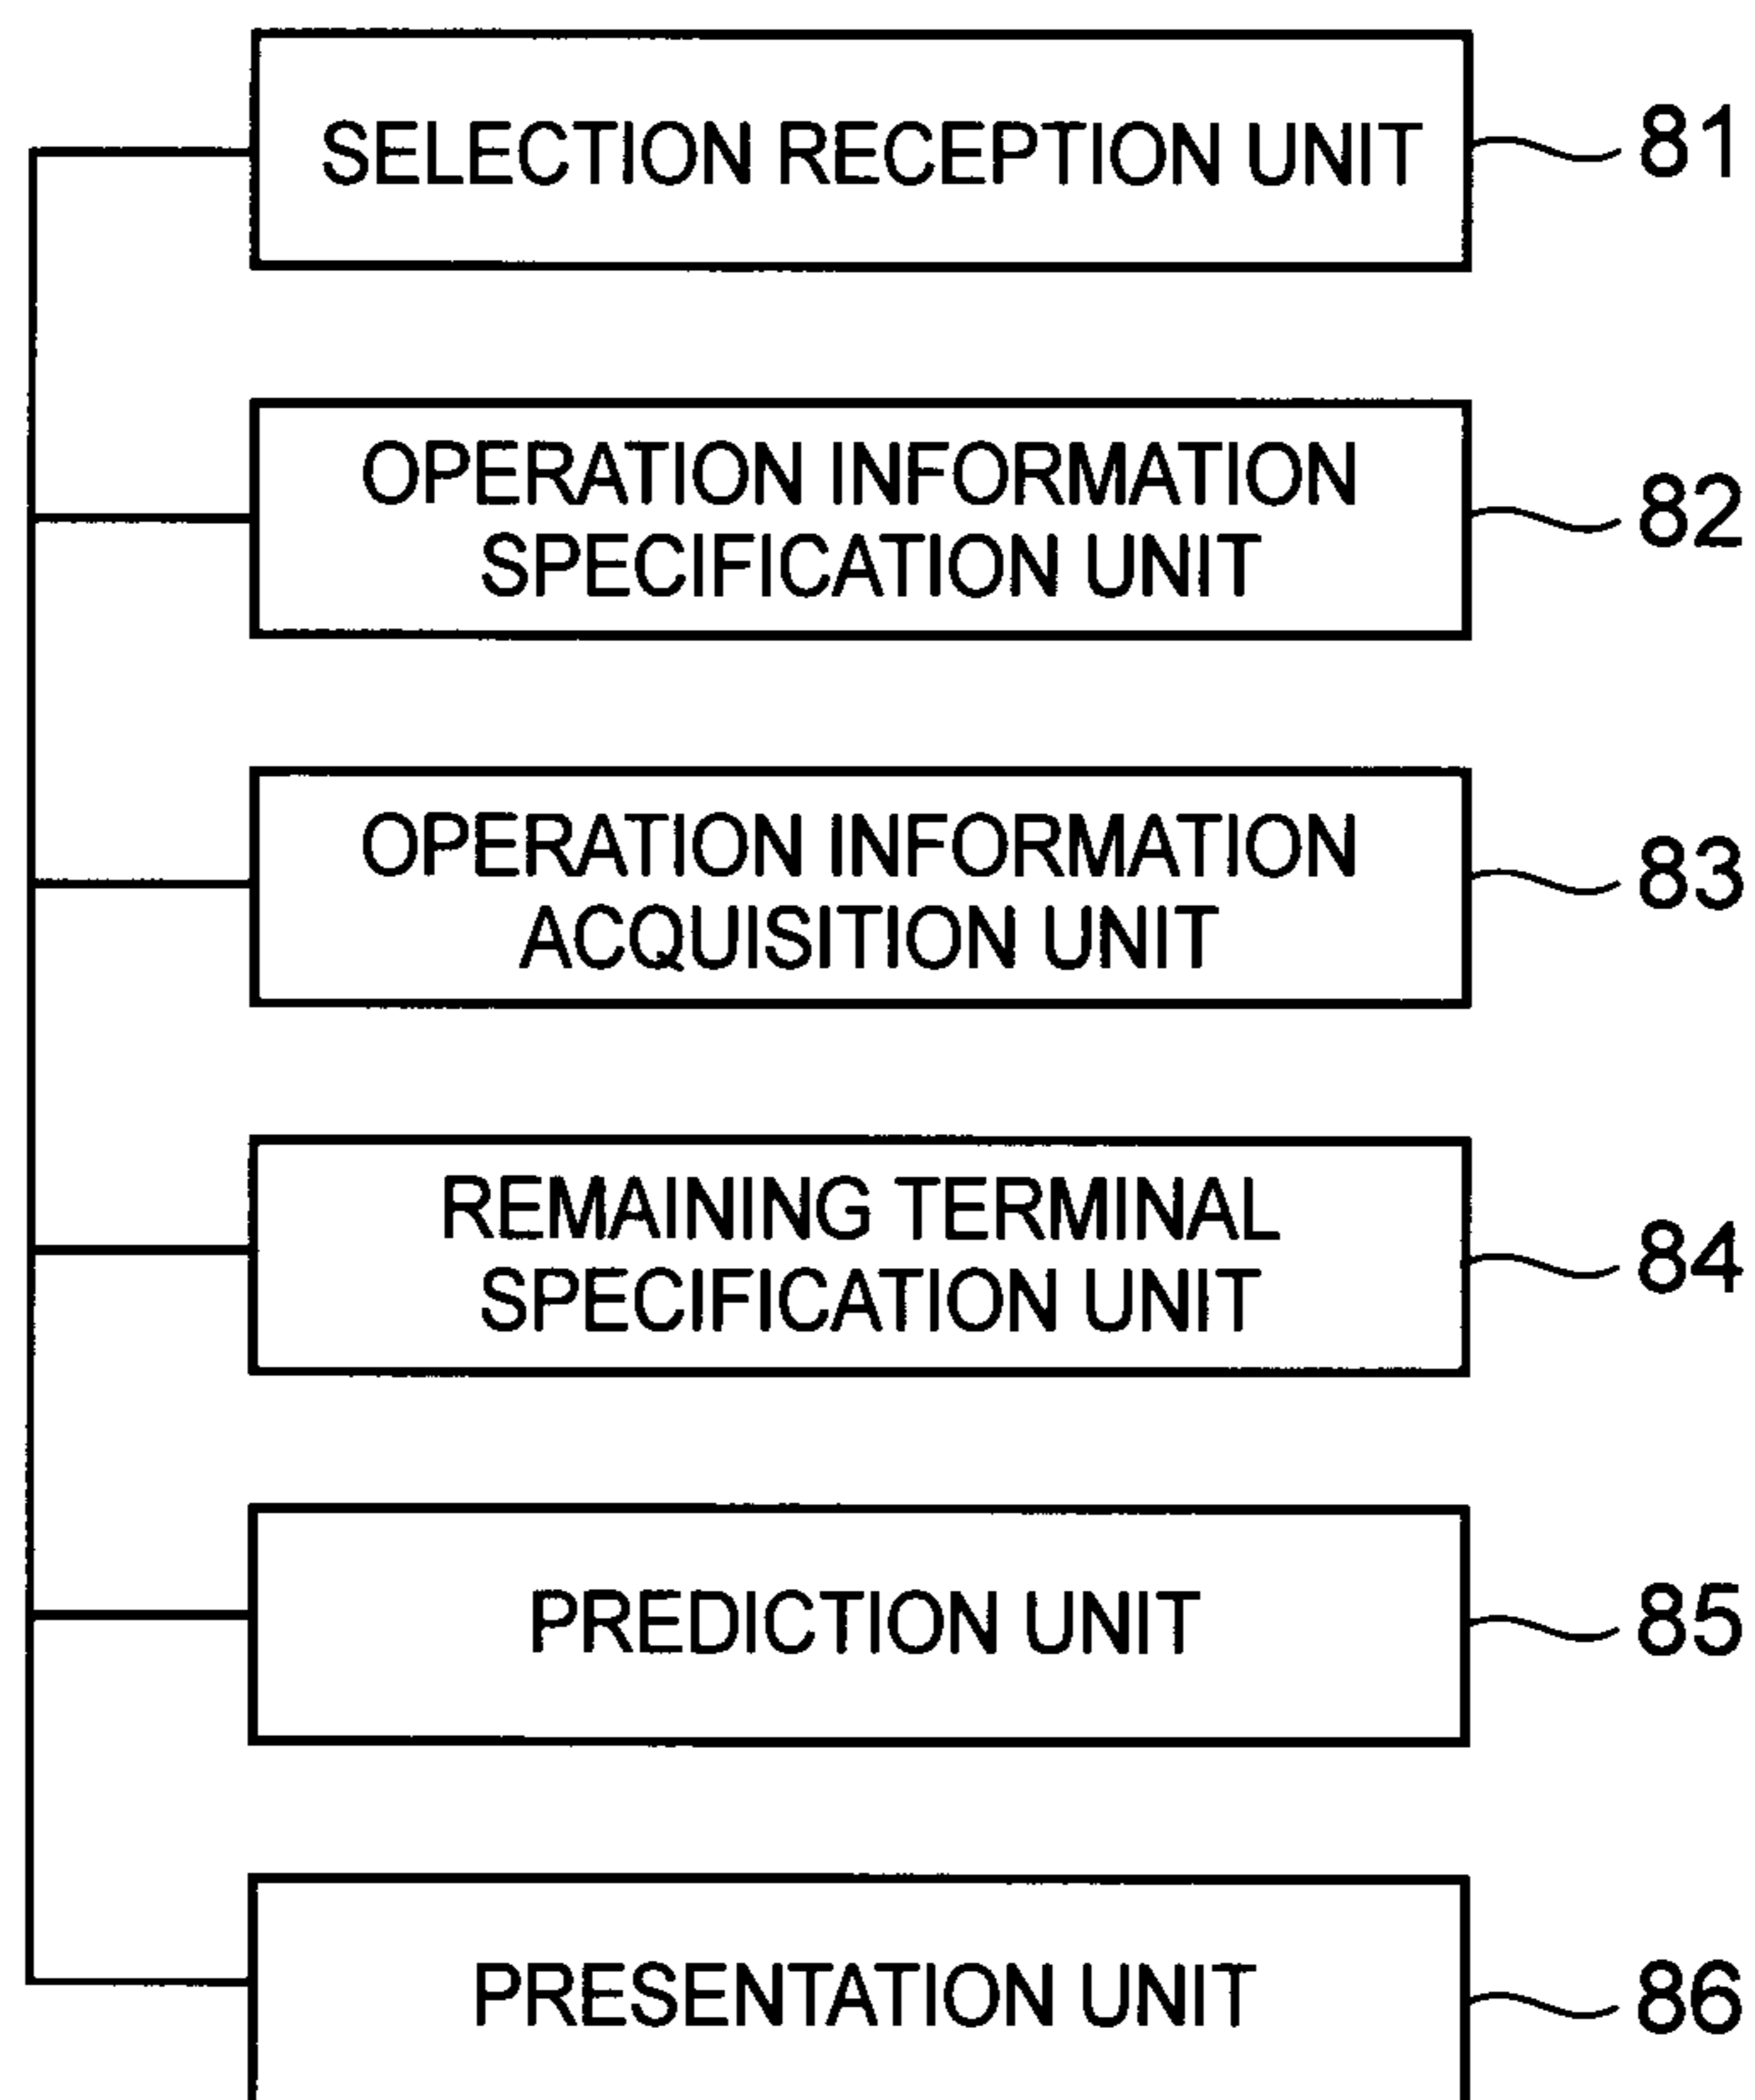 SELECTION RECEPTION UNIT
81
OPERATION INFORMATION
SPECIFICATION UNIT
82
OPERATION INFORMATION
ACQUISITION UNIT
83
REMAINING TERMINAL
SPECIFICATION UNIT
84
PREDICTION UNIT
85
PRESENTATION UNIT
86